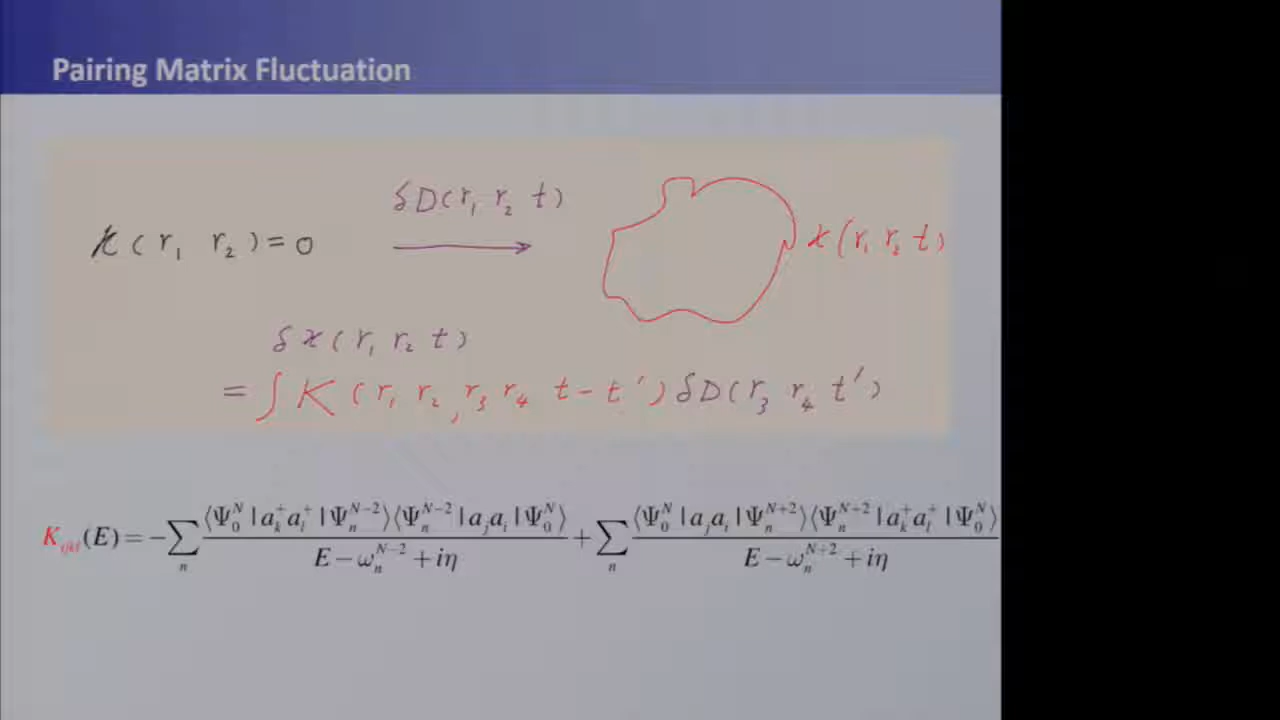 Pairing Matrix Fluctuation
δD(r₁ r₂ t)
κ(r₁ r₂)=0
κ(r₁ r₂ t)
δκ(r₁ r₂ t)
= ∫ K(r₁ r₂, r₃ r₄ t-t′) δD(r₃ r₄ t′)
K_{ijkl}(E) = −∑_n ⟨Ψ_0^N | a_k^+ a_l^+ | Ψ_n^{N−2}⟩⟨Ψ_n^{N−2} | a_j a_i | Ψ_0^N⟩ / (E − ω_n^{N−2} + iη) + ∑_n ⟨Ψ_0^N | a_j a_i | Ψ_n^{N+2}⟩⟨Ψ_n^{N+2} | a_k^+ a_l^+ | Ψ_0^N⟩ / (E − ω_n^{N+2} + iη)